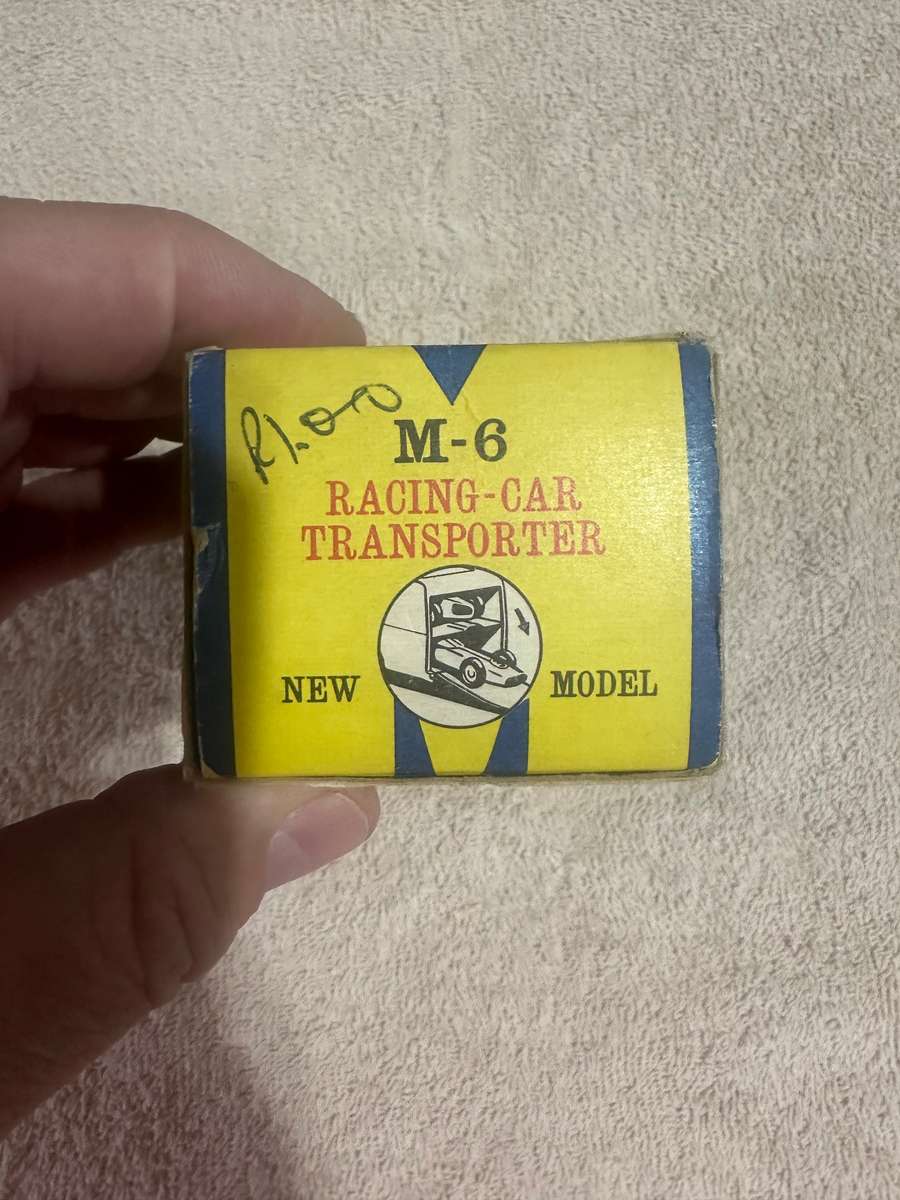 R1.00
M-6
RACING-CAR
TRANSPORTER
NEW MODEL